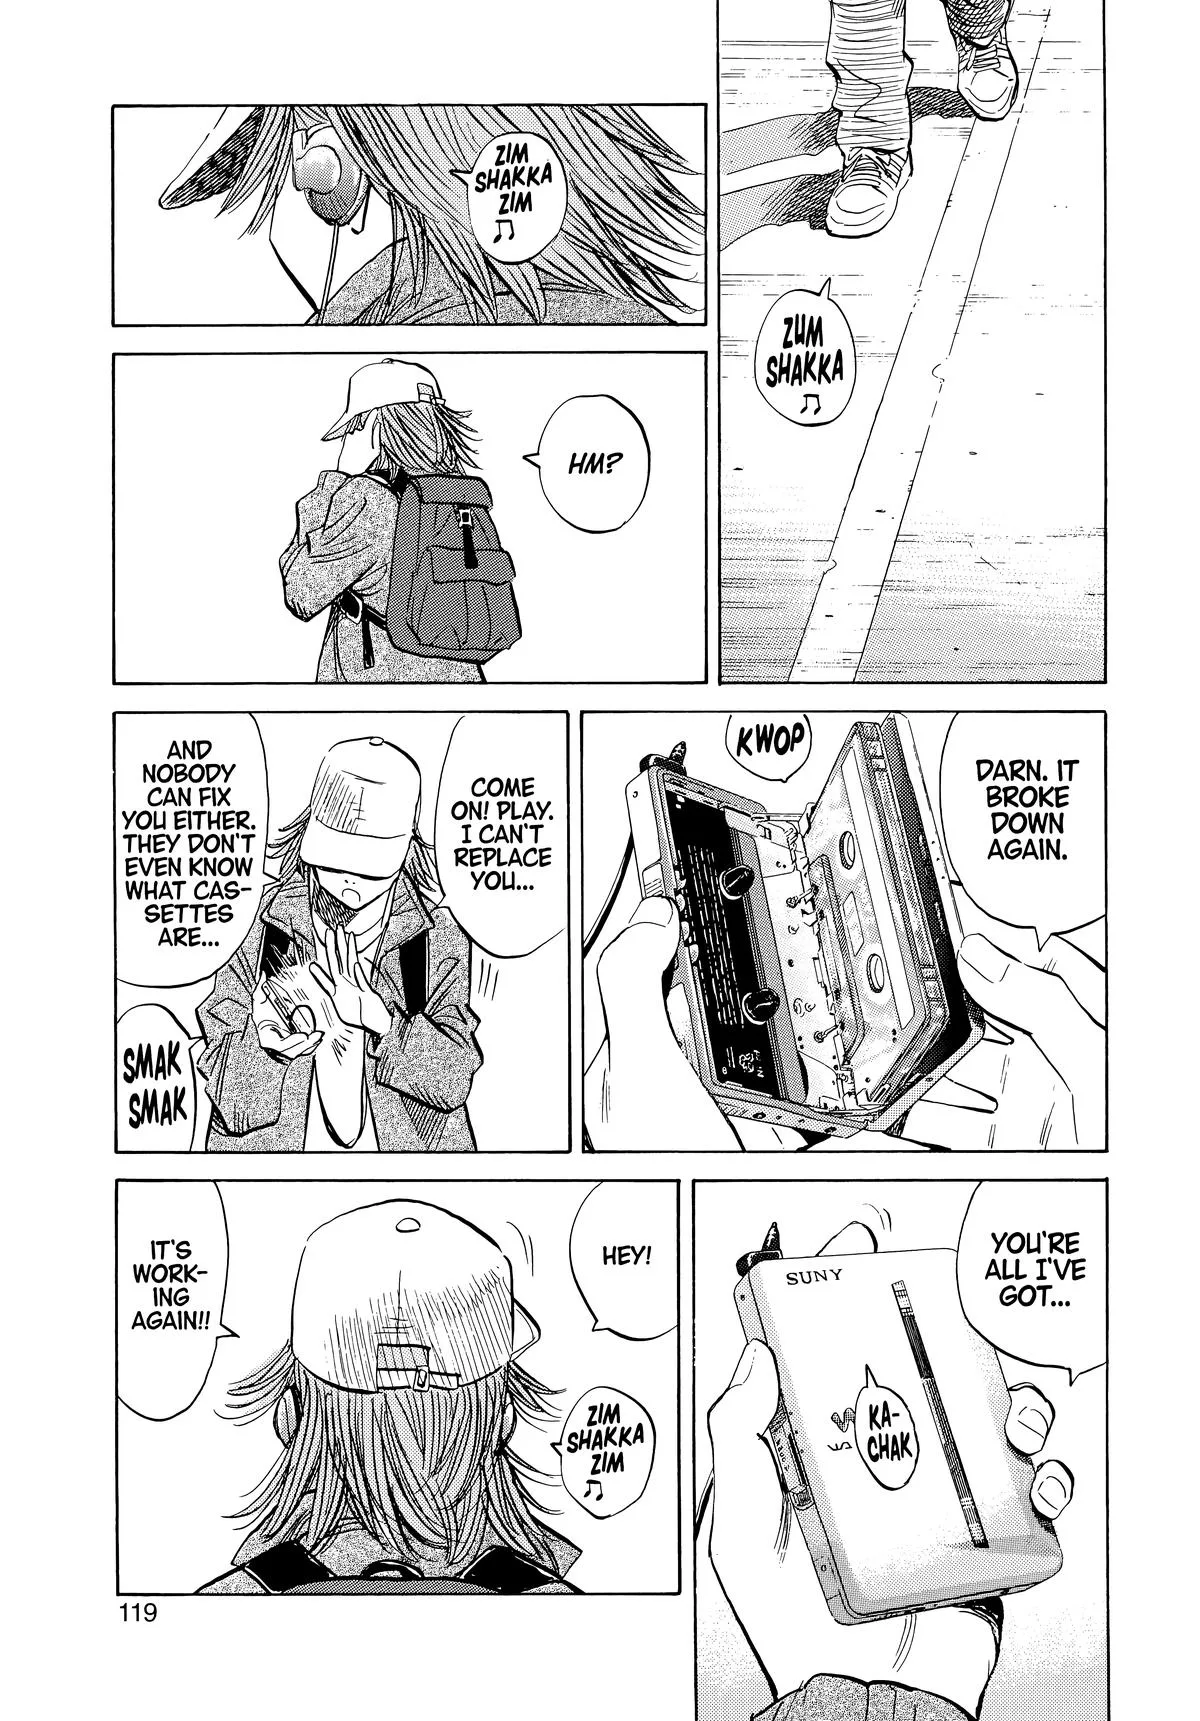 ZUM
SHAKKA
♫
ZIM
SHAKKA
ZIM
♫
HM?
DARN. IT
BROKE
DOWN
AGAIN.
KWOP
COME
ON! PLAY.
I CAN'T
REPLACE
YOU...
AND
NOBODY
CAN FIX
YOU EITHER.
THEY DON'T
EVEN KNOW
WHAT CAS-
SETTES
ARE...
SMAK
SMAK
YOU'RE
ALL I'VE
GOT...
SUNY
KA-
CHAK
HEY!
ZIM
SHAKKA
ZIM
♫
IT'S
WORK-
ING
AGAIN!!
119